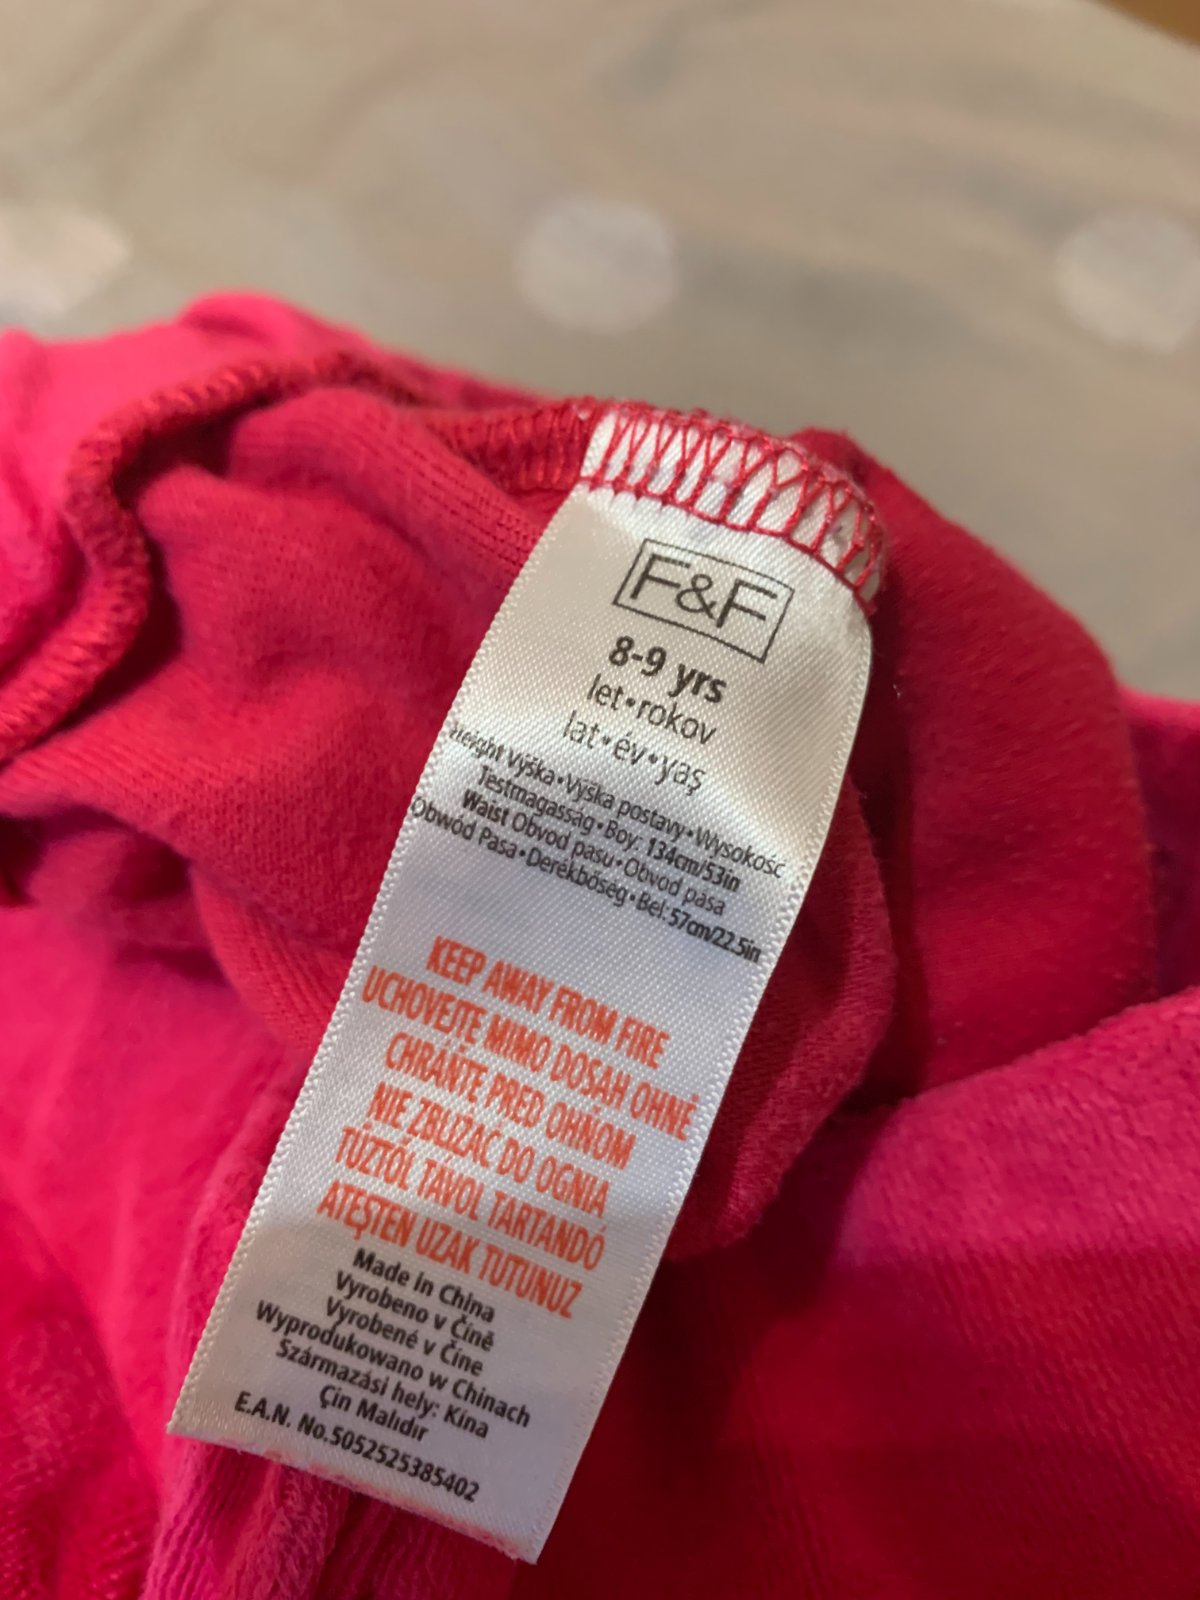 F&F
8-9 yrs
let•rokov
lat•év•yaş
Height Výška•Výška postavy•Wysokość
Testmagasság•Boy: 134cm/53in
Waist Obvod pasu•Obvod pása
Obwód Pasa•Derékbőség•Bel: 57cm/22.5in
KEEP AWAY FROM FIRE
UCHOVEJTE MIMO DOSAH OHNĚ
CHRÁŇTE PRED OHŇOM
NIE ZBLIŻAĆ DO OGNIA
TŰZTŐL TÁVOL TARTANDÓ
ATEŞTEN UZAK TUTUNUZ
Made in China
Vyrobeno v Číně
Vyrobené v Číne
Wyprodukowano w Chinach
Származási hely: Kína
Çin Malıdır
E.A.N. No.5052525385402